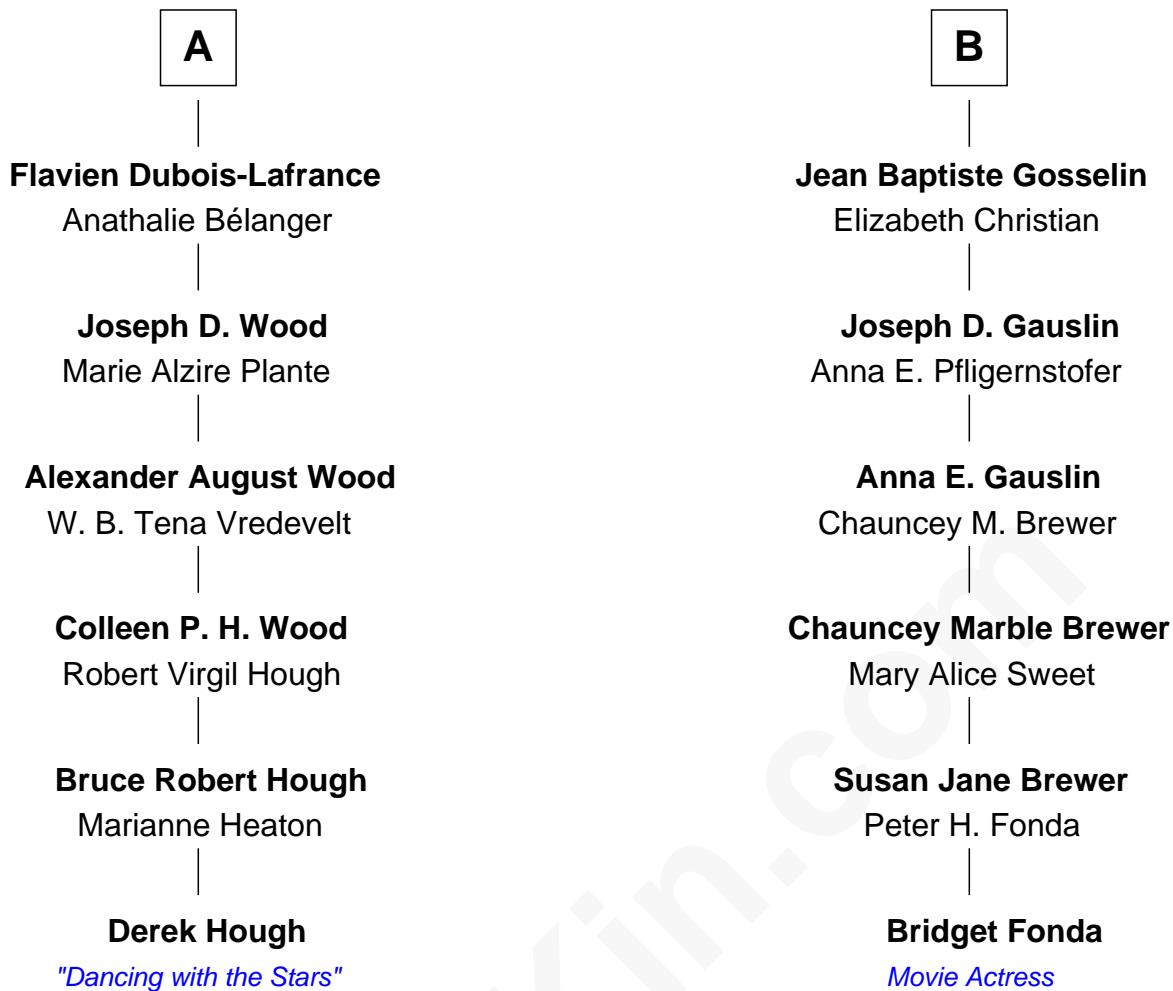 A
Flavien Dubois-Lafrance
Anathalie Bélanger
Joseph D. Wood
Marie Alzire Plante
Alexander August Wood
W. B. Tena Vredevelt
Colleen P. H. Wood
Robert Virgil Hough
Bruce Robert Hough
Marianne Heaton
Derek Hough
"Dancing with the Stars"
B
Jean Baptiste Gosselin
Elizabeth Christian
Joseph D. Gauslin
Anna E. Pfligernstofer
Anna E. Gauslin
Chauncey M. Brewer
Chauncey Marble Brewer
Mary Alice Sweet
Susan Jane Brewer
Peter H. Fonda
Bridget Fonda
Movie Actress
Kin.com